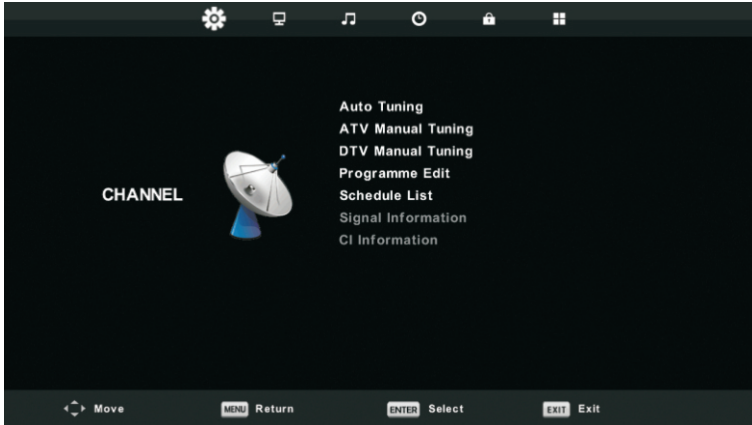 Auto Tuning
ATV Manual Tuning
DTV Manual Tuning
Programme Edit
CHANNEL
Schedule List
Signal Information
CI Information
Move MENU Return ENTER Select EXIT Exit